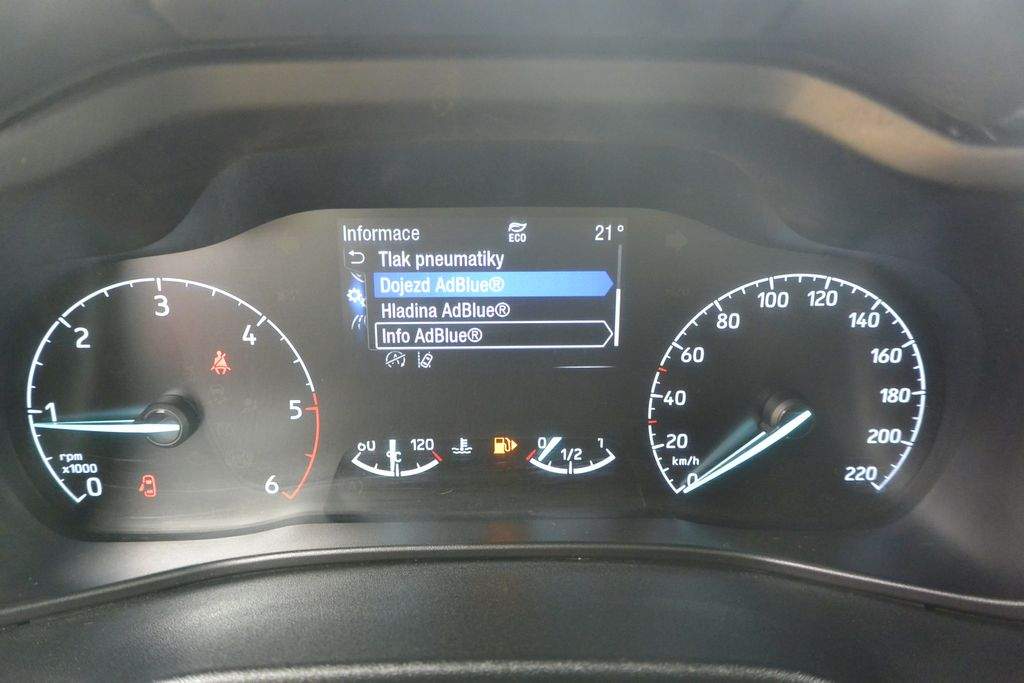 Informace
ECO
21°
Tlak pneumatiky
Dojezd AdBlue®
Hladina AdBlue®
Info AdBlue®
0
1
2
3
4
5
6
rpm
x1000
60
120
°C
0
1/2
1
0
20
40
60
80
100
120
140
160
180
200
220
km/h